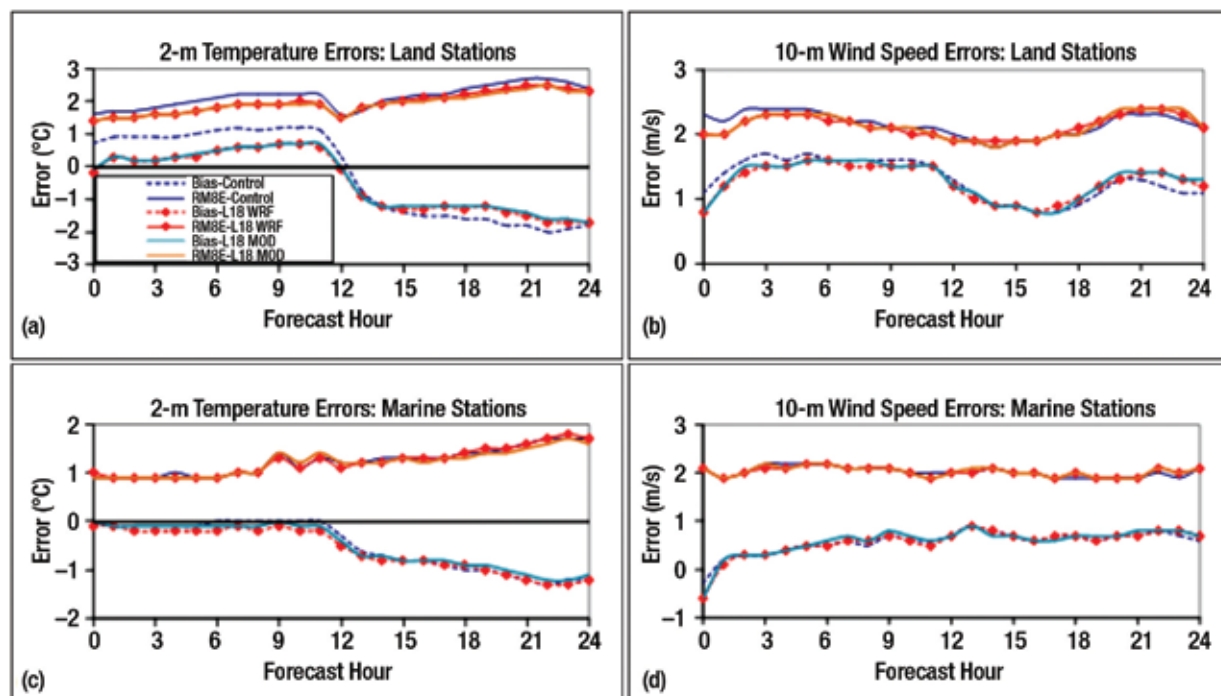 2-m Temperature Errors: Land Stations
Error (°C)
3
2
1
0
−1
−2
−3
Bias-Control
RM8E-Control
Bias-L18 WRF
RM8E-L18 WRF
Bias-L18 MOD
RM8E-L18 MOD
0 3 6 9 12 15 18 21 24
Forecast Hour
(a)
10-m Wind Speed Errors: Land Stations
Error (m/s)
3
2
1
0
0 3 6 9 12 15 18 21 24
Forecast Hour
(b)
2-m Temperature Errors: Marine Stations
Error (°C)
2
1
0
−1
−2
0 3 6 9 12 15 18 21 24
Forecast Hour
(c)
10-m Wind Speed Errors: Marine Stations
Error (m/s)
3
2
1
0
−1
0 3 6 9 12 15 18 21 24
Forecast Hour
(d)